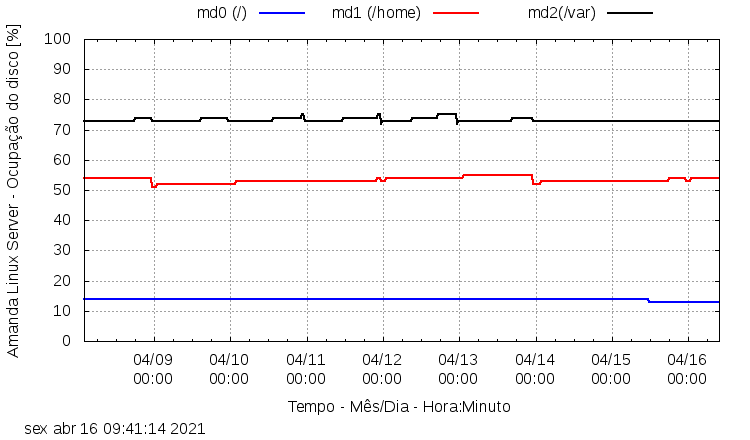 md0 (/) md1 (/home) md2(/var)
Amanda Linux Server - Ocupação do disco [%]
100
90
80
70
60
50
40
30
20
10
0
04/09 04/10 04/11 04/12 04/13 04/14 04/15 04/16
00:00 00:00 00:00 00:00 00:00 00:00 00:00 00:00
Tempo - Mês/Dia - Hora:Minuto
sex abr 16 09:41:14 2021